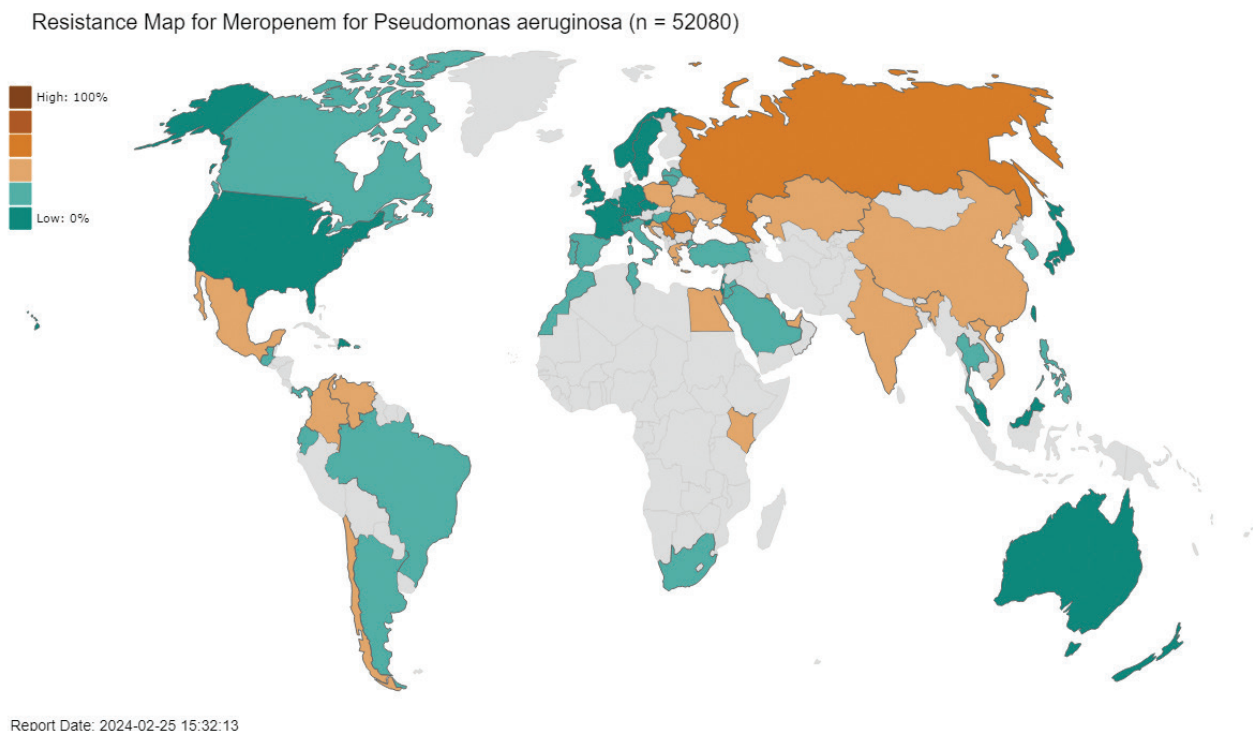 Resistance Map for Meropenem for Pseudomonas aeruginosa (n = 52080)
High: 100%
Low: 0%
Report Date: 2024-02-25 15:32:13